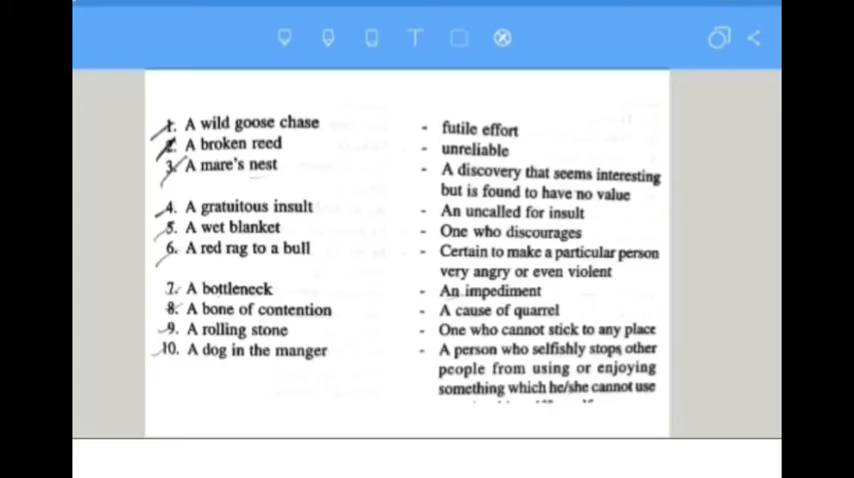 1. A wild goose chase - futile effort
2. A broken reed - unreliable
3. A mare's nest - A discovery that seems interesting
but is found to have no value
4. A gratuitous insult - An uncalled for insult
5. A wet blanket - One who discourages
6. A red rag to a bull - Certain to make a particular person
very angry or even violent
7. A bottleneck - An impediment
8. A bone of contention - A cause of quarrel
9. A rolling stone - One who cannot stick to any place
10. A dog in the manger - A person who selfishly stops other
people from using or enjoying
something which he/she cannot use